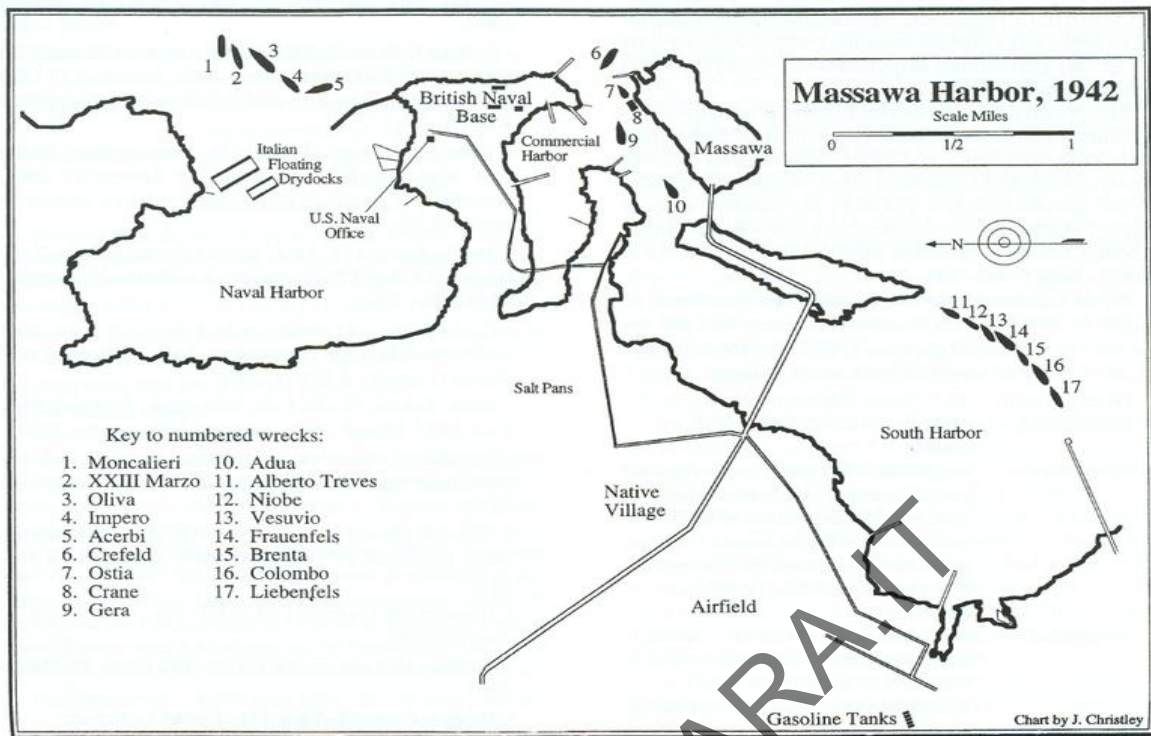 Massawa Harbor, 1942
Scale Miles
0 1/2 1
1
2
3
4
5
6
7
8
9
10
British Naval
Base
Commercial
Harbor
Massawa
Italian
Floating
Drydocks
U.S. Naval
Office
N
Naval Harbor
11
12
13
14
15
16
17
Salt Pans
South Harbor
Key to numbered wrecks:
1. Moncalieri 10. Adua
2. XXIII Marzo 11. Alberto Treves
3. Oliva 12. Niobe
4. Impero 13. Vesuvio
5. Acerbi 14. Frauenfels
6. Crefeld 15. Brenta
7. Ostia 16. Colombo
8. Crane 17. Liebenfels
9. Gera
Native
Village
Airfield
Gasoline Tanks
Chart by J. Christley
ARAIT